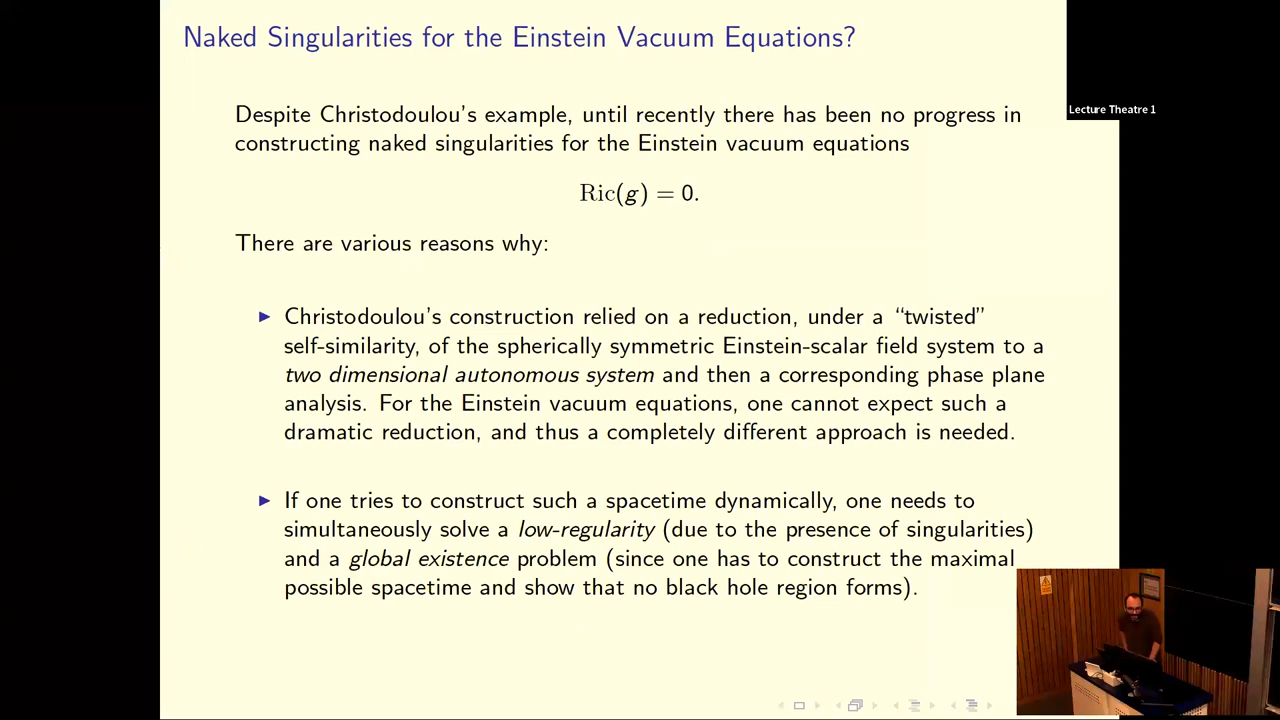 Naked Singularities for the Einstein Vacuum Equations?
Lecture Theatre 1
Despite Christodoulou's example, until recently there has been no progress in
constructing naked singularities for the Einstein vacuum equations
Ric(g) = 0.
There are various reasons why:
▶ Christodoulou's construction relied on a reduction, under a “twisted”
self-similarity, of the spherically symmetric Einstein-scalar field system to a
two dimensional autonomous system and then a corresponding phase plane
analysis. For the Einstein vacuum equations, one cannot expect such a
dramatic reduction, and thus a completely different approach is needed.
▶ If one tries to construct such a spacetime dynamically, one needs to
simultaneously solve a low-regularity (due to the presence of singularities)
and a global existence problem (since one has to construct the maximal
possible spacetime and show that no black hole region forms).